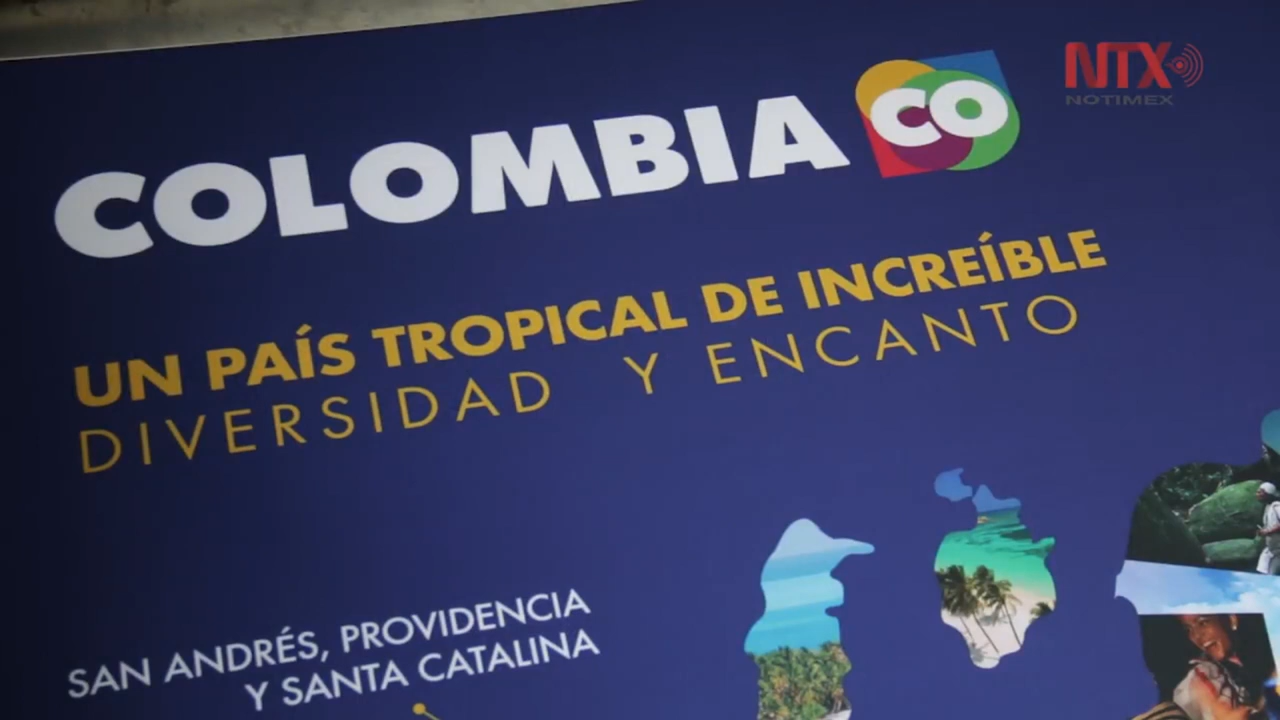 COLOMBIA CO
NTX
NOTIMEX
UN PAÍS TROPICAL DE INCREÍBLE
DIVERSIDAD Y ENCANTO
SAN ANDRÉS, PROVIDENCIA
Y SANTA CATALINA